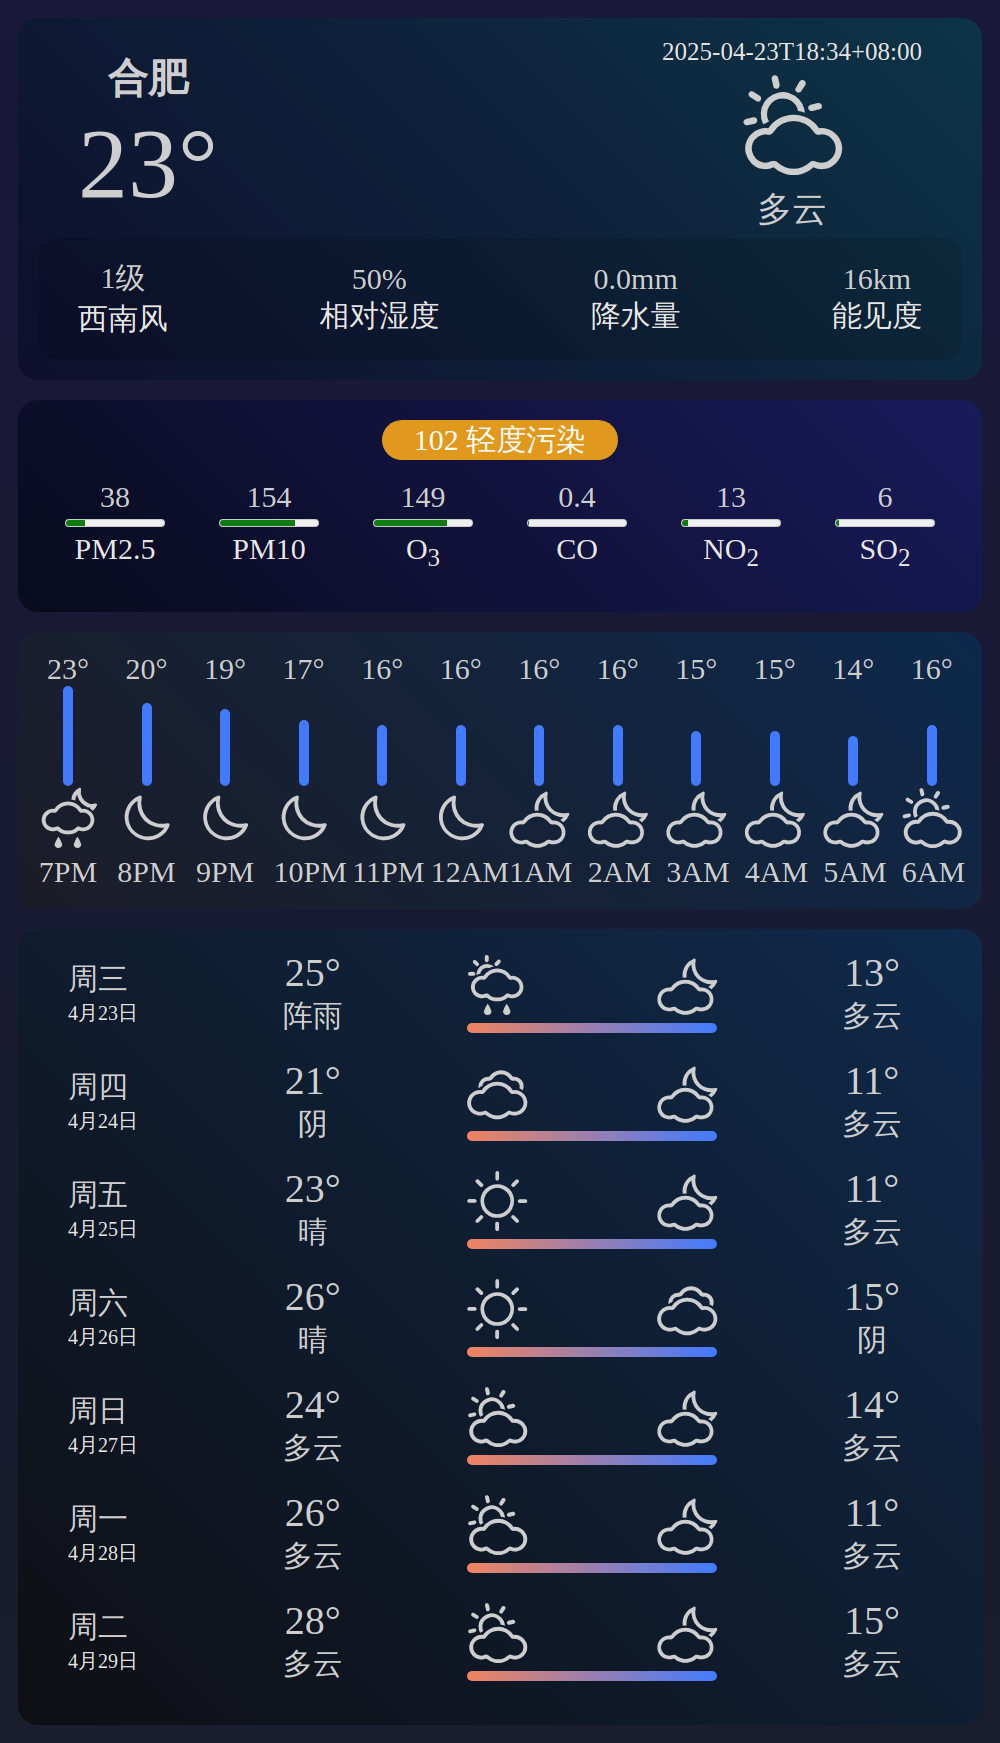 合肥
2025-04-23T18:34+08:00
23°
多云
1级 50% 0.0mm 16km
西南风 相对湿度 降水量 能见度
102 轻度污染
38 154 149 0.4 13 6
PM2.5 PM10 O3 CO NO2 SO2
23° 20° 19° 17° 16° 16° 16° 16° 15° 15° 14° 16°
7PM 8PM 9PM 10PM 11PM 12AM 1AM 2AM 3AM 4AM 5AM 6AM
周三 25° 13°
4月23日 阵雨 多云
周四 21° 11°
4月24日 阴 多云
周五 23° 11°
4月25日 晴 多云
周六 26° 15°
4月26日 晴 阴
周日 24° 14°
4月27日 多云 多云
周一 26° 11°
4月28日 多云 多云
周二 28° 15°
4月29日 多云 多云